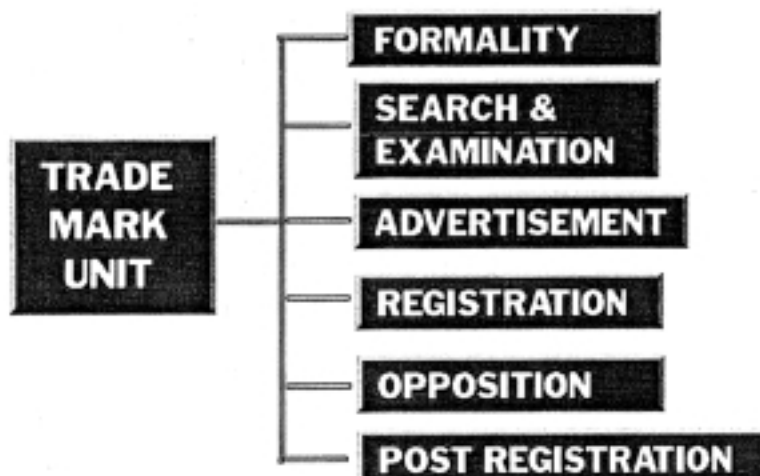 TRADE
MARK
UNIT
FORMALITY
SEARCH &
EXAMINATION
ADVERTISEMENT
REGISTRATION
OPPOSITION
POST REGISTRATION